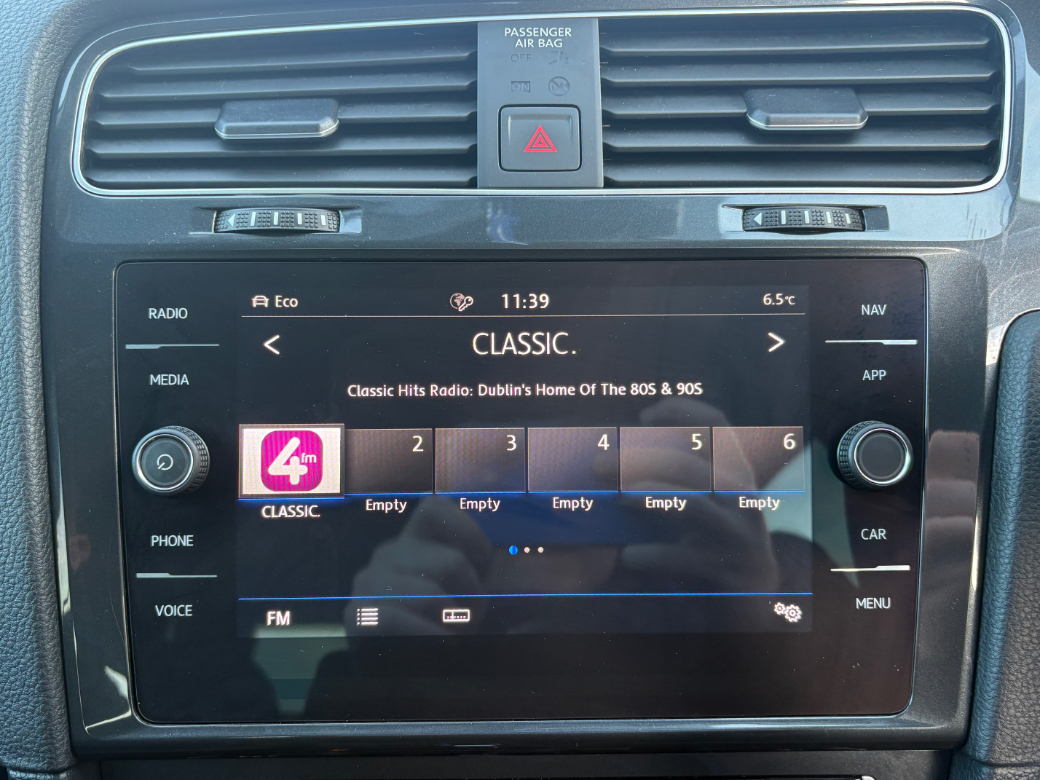 PASSENGER
AIR BAG
OFF
ON
RADIO
MEDIA
PHONE
VOICE
Eco
11:39
6.5°C
< CLASSIC. >
Classic Hits Radio: Dublin's Home Of The 80S & 90S
4fm
2
3
4
5
6
CLASSIC.
Empty
Empty
Empty
Empty
Empty
FM
NAV
APP
CAR
MENU